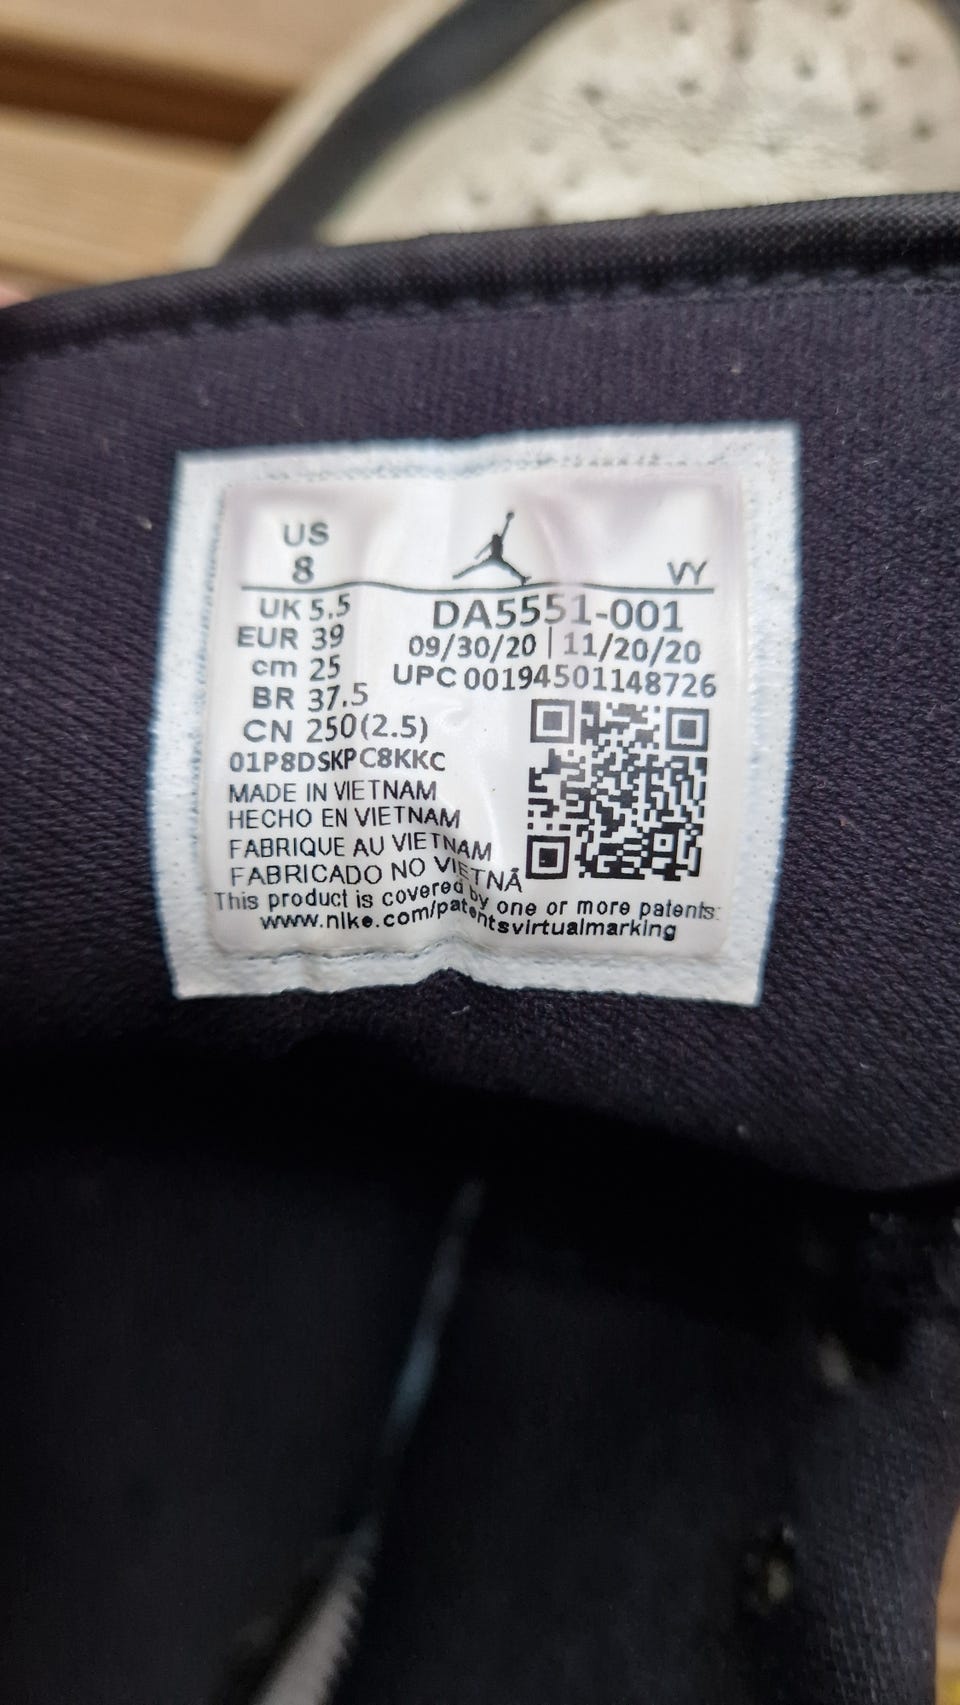 US
8
VY
UK 5.5
EUR 39
cm 25
BR 37.5
CN 250(2.5)
DA5551-001
09/30/20 | 11/20/20
UPC 00194501148726
01P8DSKPC8KKC
MADE IN VIETNAM
HECHO EN VIETNAM
FABRIQUE AU VIETNAM
FABRICADO NO VIETNÃ
This product is covered by one or more patents:
www.nike.com/patentsvirtualmarking